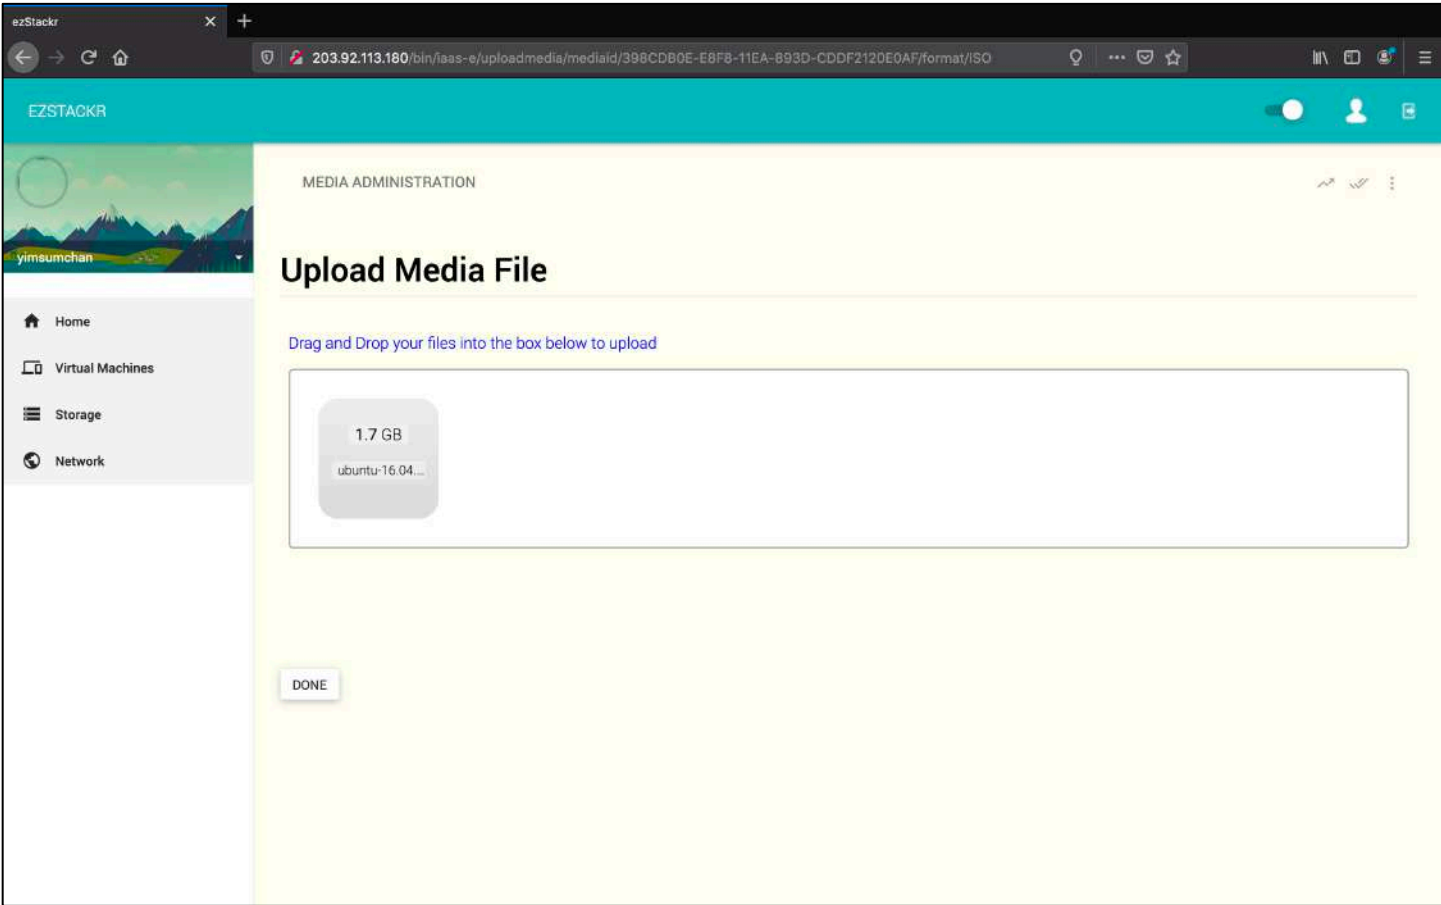 ezStackr
203.92.113.180/bin/iaas-e/uploadmedia/mediaid/398CDB0E-E8F8-11EA-893D-CDDF2120E0AF/format/ISO
EZSTACKR
MEDIA ADMINISTRATION
yimsumchan
Upload Media File
Home
Drag and Drop your files into the box below to upload
Virtual Machines
Storage
1.7 GB
Network
ubuntu-16.04...
DONE